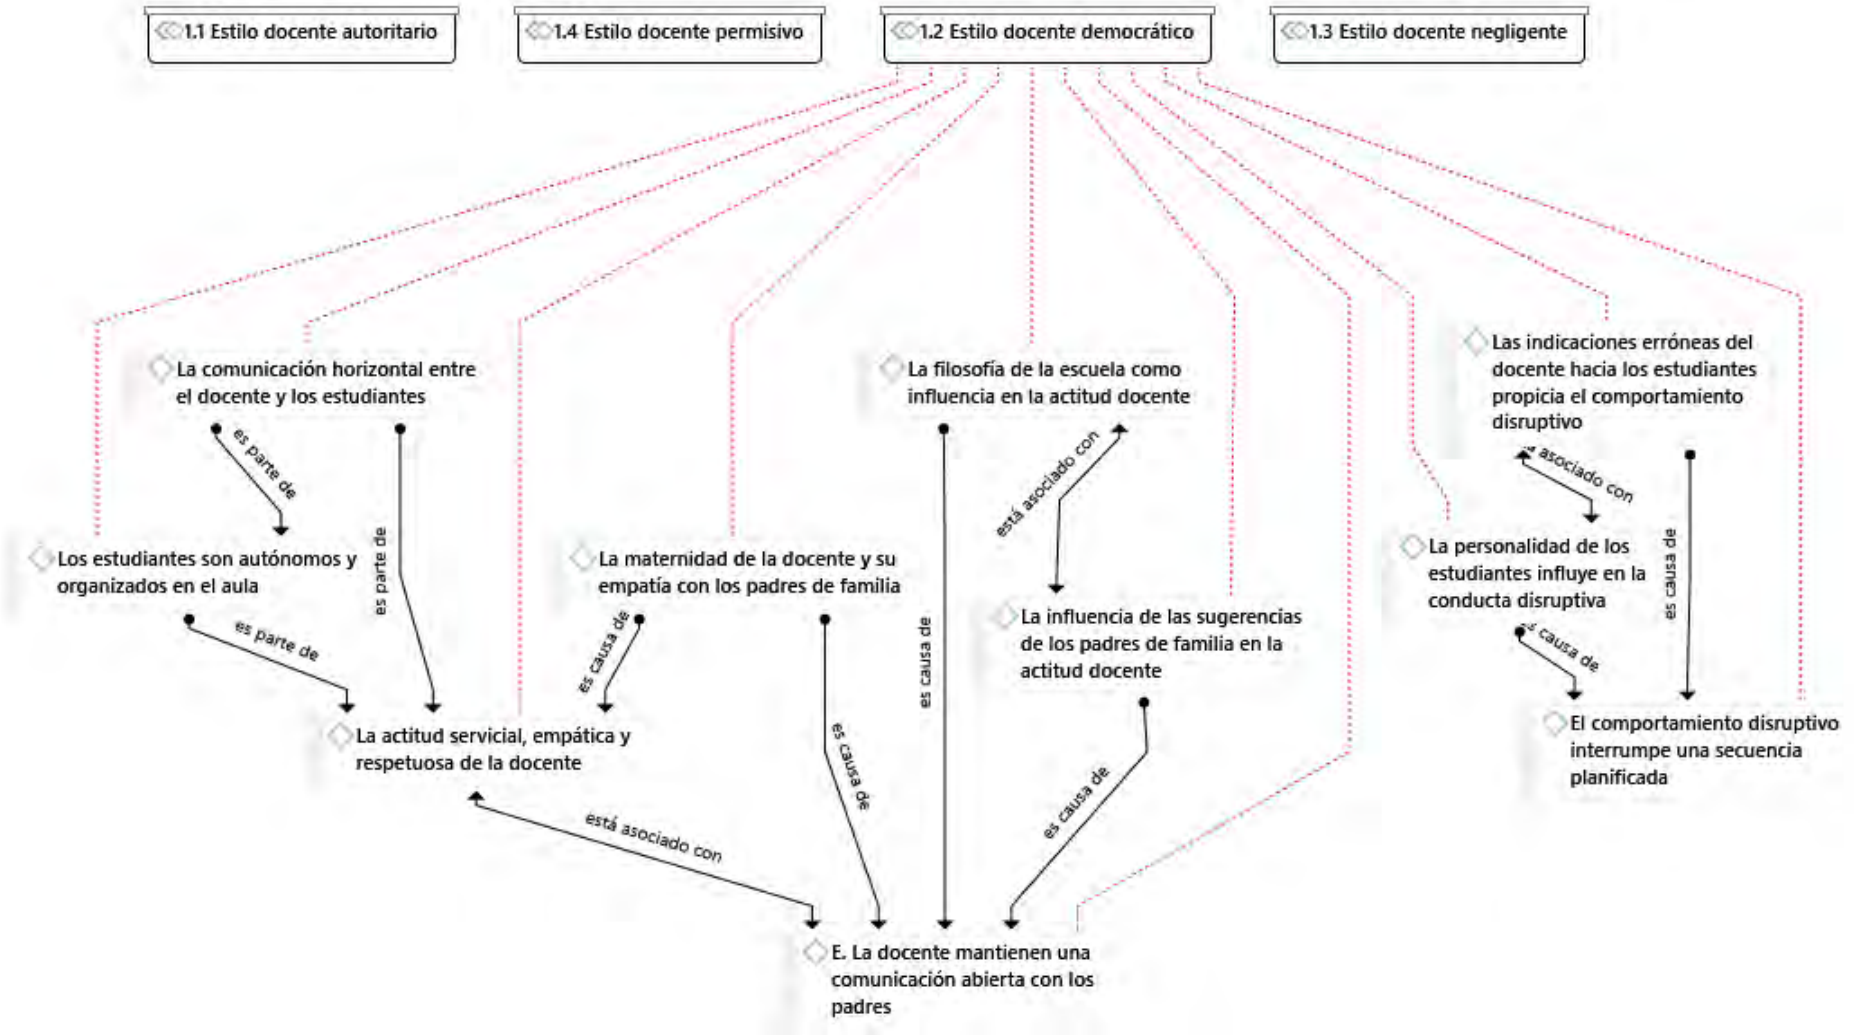 1.1 Estilo docente autoritario
1.4 Estilo docente permisivo
1.2 Estilo docente democrático
1.3 Estilo docente negligente
La comunicación horizontal entre
el docente y los estudiantes
La filosofía de la escuela como
influencia en la actitud docente
Las indicaciones erróneas del
docente hacia los estudiantes
propicia el comportamiento
disruptivo
es parte de
es parte de
está asociado con
asociado con
es causa de
Los estudiantes son autónomos y
organizados en el aula
La maternidad de la docente y su
empatía con los padres de familia
La personalidad de los
estudiantes influye en la
conducta disruptiva
La influencia de las sugerencias
de los padres de familia en la
actitud docente
es parte de
es causa de
es causa de
es causa de
La actitud servicial, empática y
respetuosa de la docente
El comportamiento disruptivo
interrumpe una secuencia
planificada
es causa de
es causa de
está asociado con
E. La docente mantienen una
comunicación abierta con los
padres